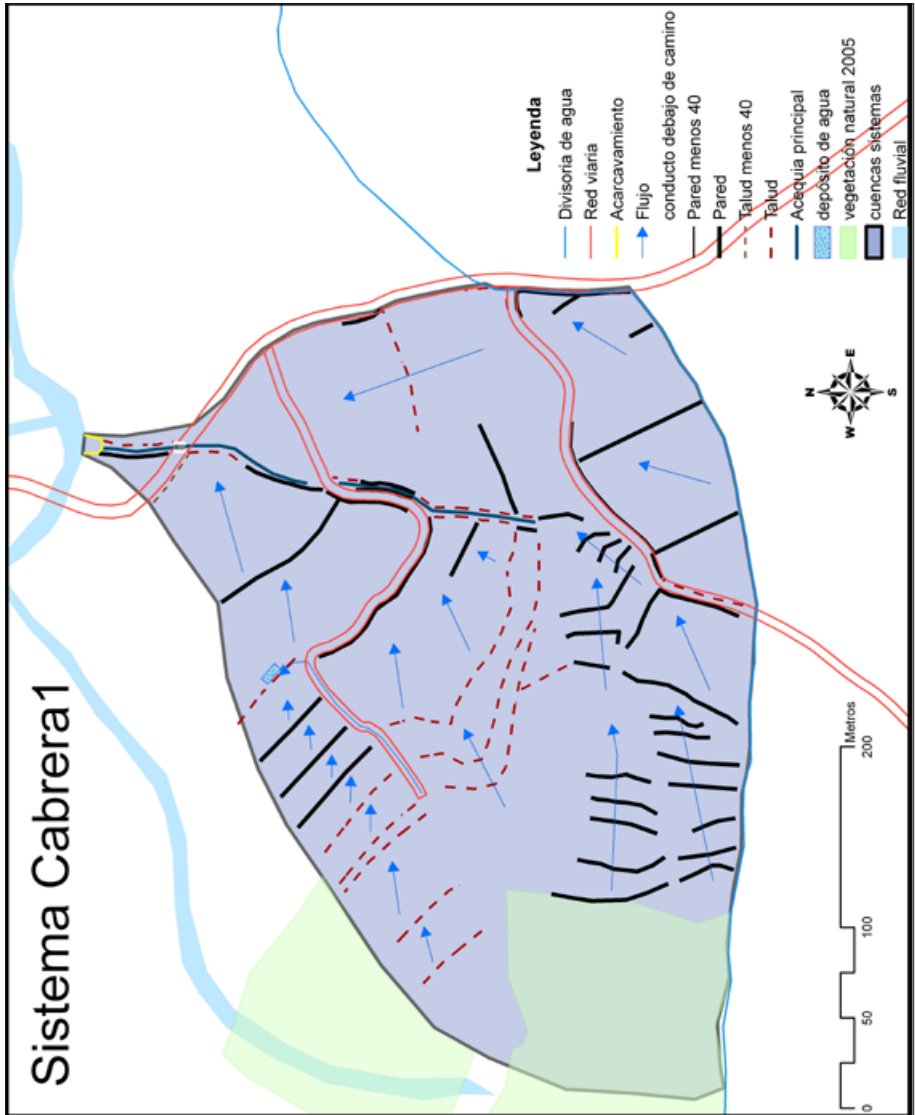 Sistema Cabrera1
Leyenda
Divisoria de agua
Red viaria
Acarcavamiento
Flujo
conducto debajo de camino
Pared menos 40
Pared
Talud menos 40
Talud
Acequia principal
depósito de agua
vegetación natural 2005
cuencas sistemas
Red fluvial
N
W E
S
Metros
0 50 100 200